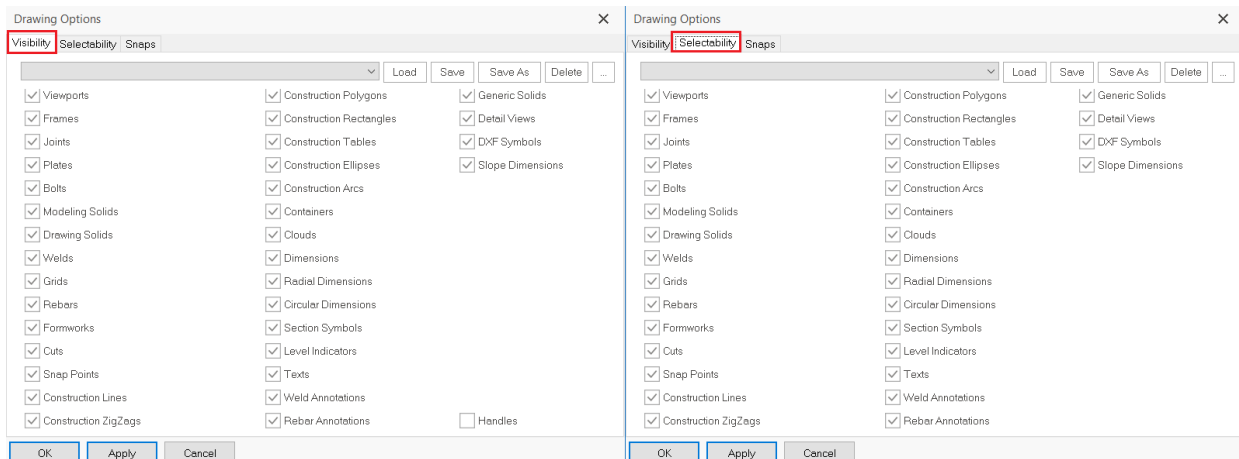 Drawing Options
Visibility Selectability Snaps
Load Save Save As Delete ...
Viewports Construction Polygons Generic Solids
Frames Construction Rectangles Detail Views
Joints Construction Tables DXF Symbols
Plates Construction Ellipses Slope Dimensions
Bolts Construction Arcs
Modeling Solids Containers
Drawing Solids Clouds
Welds Dimensions
Grids Radial Dimensions
Rebars Circular Dimensions
Formworks Section Symbols
Cuts Level Indicators
Snap Points Texts
Construction Lines Weld Annotations
Construction ZigZags Rebar Annotations Handles
OK Apply Cancel
Drawing Options
Visibility Selectability Snaps
Load Save Save As Delete ...
Viewports Construction Polygons Generic Solids
Frames Construction Rectangles Detail Views
Joints Construction Tables DXF Symbols
Plates Construction Ellipses Slope Dimensions
Bolts Construction Arcs
Modeling Solids Containers
Drawing Solids Clouds
Welds Dimensions
Grids Radial Dimensions
Rebars Circular Dimensions
Formworks Section Symbols
Cuts Level Indicators
Snap Points Texts
Construction Lines Weld Annotations
Construction ZigZags Rebar Annotations
OK Apply Cancel